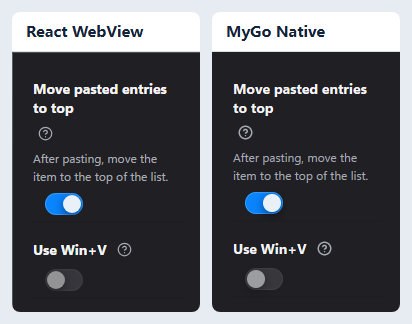 React WebView
Move pasted entries
to top
?
After pasting, move the
item to the top of the list.
Use Win+V ?
MyGo Native
Move pasted entries
to top
?
After pasting, move the
item to the top of the list.
Use Win+V ?